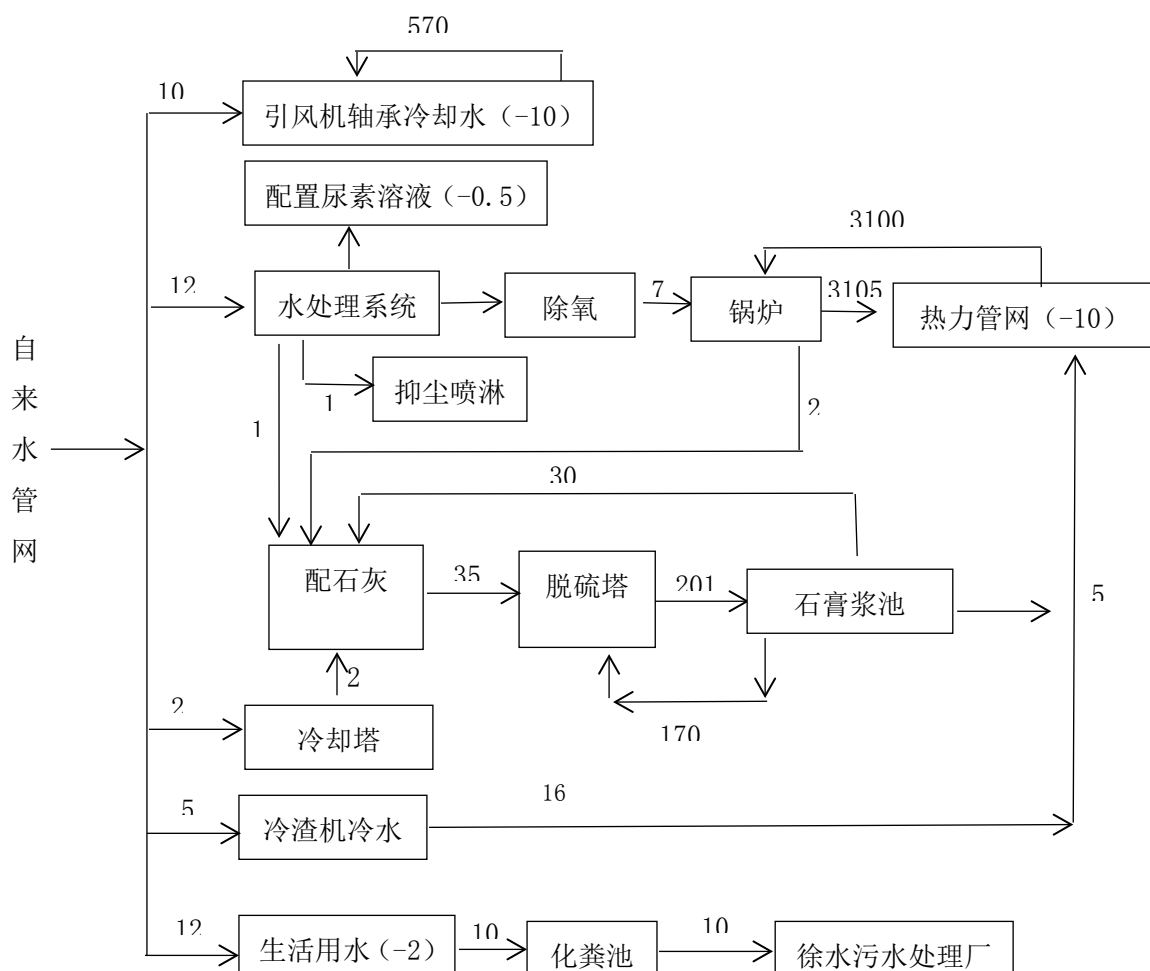 570
10
引风机轴承冷却水（-10）
配置尿素溶液（-0.5）
3100
12
水处理系统
除氧
7
锅炉
3105
热力管网（-10）
自来水管网
1
1
抑尘喷淋
2
30
配石灰
35
脱硫塔
201
石膏浆池
5
2
2
冷却塔
170
5
冷渣机冷水
16
12
生活用水（-2）
10
化粪池
10
徐水污水处理厂